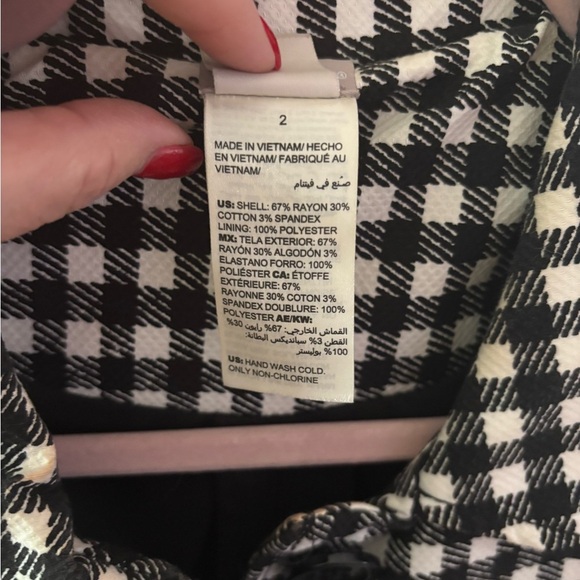 ®
2
MADE IN VIETNAM/ HECHO
EN VIETNAM/ FABRIQUÉ AU
VIETNAM/
صنع في فيتنام
US: SHELL: 67% RAYON 30%
COTTON 3% SPANDEX
LINING: 100% POLYESTER
MX: TELA EXTERIOR: 67%
RAYÓN 30% ALGODÓN 3%
ELASTANO FORRO: 100%
POLIÉSTER CA: ÉTOFFE
EXTÉRIEURE: 67%
RAYONNE 30% COTON 3%
SPANDEX DOUBLURE: 100%
POLYESTER AE/KW:
القماش الخارجي: 67% رايون 30%
القطن 3% سباندیكس البطانة:
100% بوليستر
US: HAND WASH COLD.
ONLY NON-CHLORINE